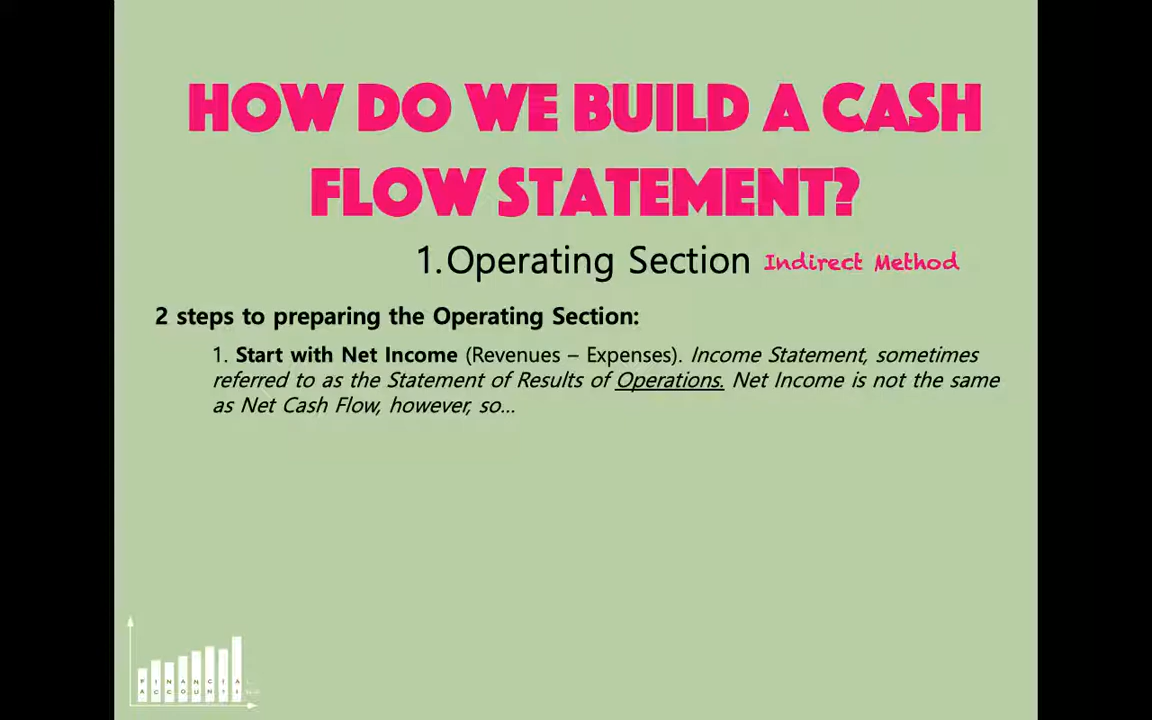 HOW DO WE BUILD A CASH
FLOW STATEMENT?
1.Operating Section Indirect Method
2 steps to preparing the Operating Section:
1. Start with Net Income (Revenues – Expenses). Income Statement, sometimes
referred to as the Statement of Results of Operations. Net Income is not the same
as Net Cash Flow, however, so...
FINANCIAL